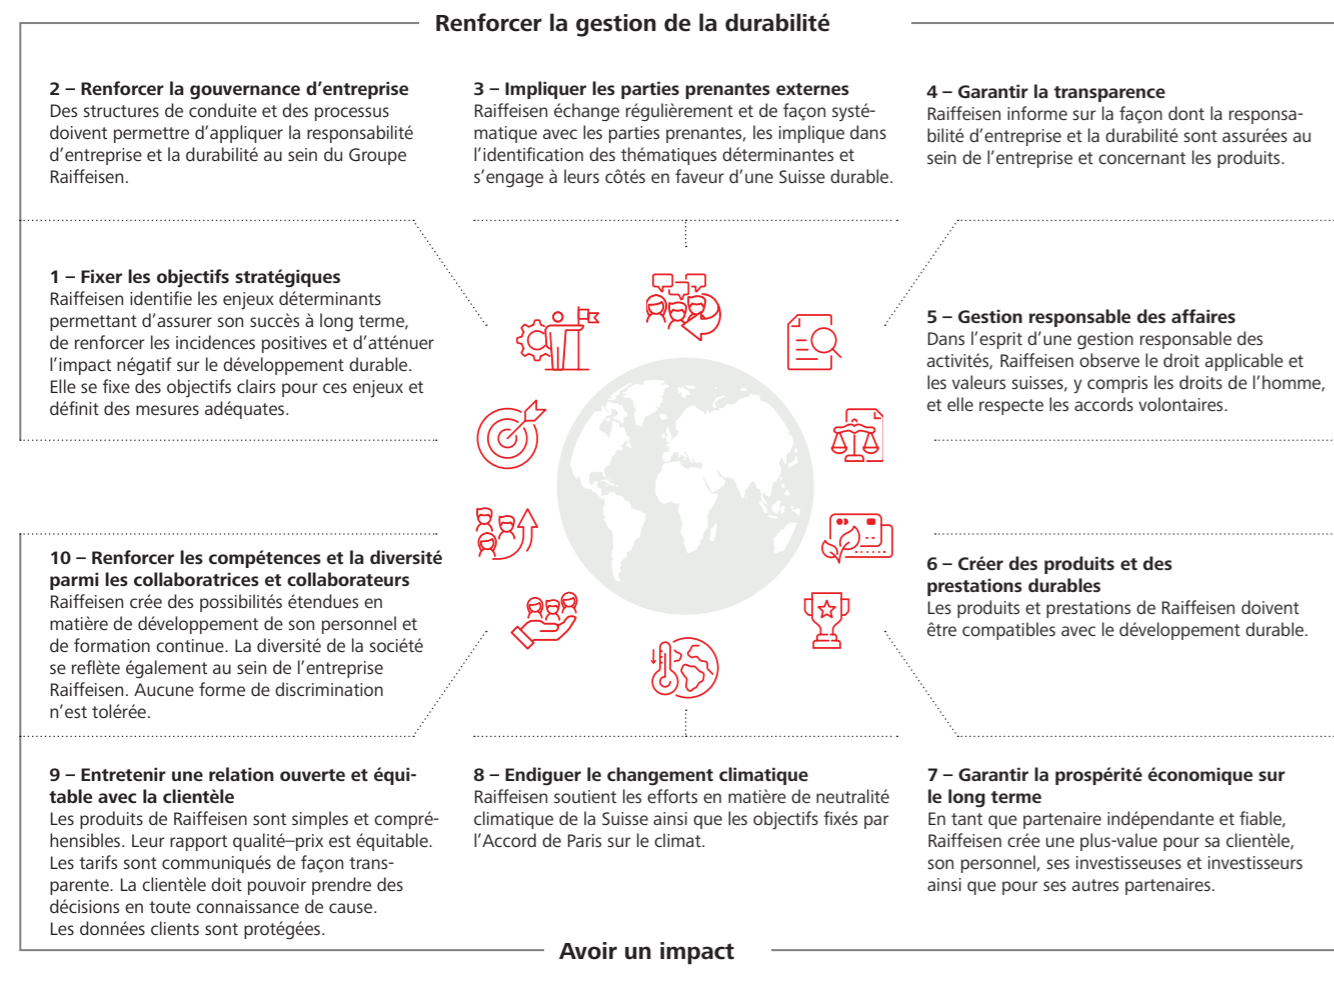 Renforcer la gestion de la durabilité
2 – Renforcer la gouvernance d’entreprise
Des structures de conduite et des processus
doivent permettre d’appliquer la responsabilité
d’entreprise et la durabilité au sein du Groupe
Raiffeisen.
3 – Impliquer les parties prenantes externes
Raiffeisen échange régulièrement et de façon systé-
matique avec les parties prenantes, les implique dans
l’identification des thématiques déterminantes et
s’engage à leurs côtés en faveur d’une Suisse durable.
4 – Garantir la transparence
Raiffeisen informe sur la façon dont la responsa-
bilité d’entreprise et la durabilité sont assurées au
sein de l’entreprise et concernant les produits.
1 – Fixer les objectifs stratégiques
Raiffeisen identifie les enjeux déterminants
permettant d’assurer son succès à long terme,
de renforcer les incidences positives et d’atténuer
l’impact négatif sur le développement durable.
Elle se fixe des objectifs clairs pour ces enjeux et
définit des mesures adéquates.
5 – Gestion responsable des affaires
Dans l’esprit d’une gestion responsable des
activités, Raiffeisen observe le droit applicable et
les valeurs suisses, y compris les droits de l’homme,
et elle respecte les accords volontaires.
10 – Renforcer les compétences et la diversité
parmi les collaboratrices et collaborateurs
Raiffeisen crée des possibilités étendues en
matière de développement de son personnel et
de formation continue. La diversité de la société
se reflète également au sein de l’entreprise
Raiffeisen. Aucune forme de discrimination
n’est tolérée.
6 – Créer des produits et des
prestations durables
Les produits et prestations de Raiffeisen doivent
être compatibles avec le développement durable.
9 – Entretenir une relation ouverte et équi-
table avec la clientèle
Les produits de Raiffeisen sont simples et compré-
hensibles. Leur rapport qualité–prix est équitable.
Les tarifs sont communiqués de façon trans-
parente. La clientèle doit pouvoir prendre des
décisions en toute connaissance de cause.
Les données clients sont protégées.
8 – Endiguer le changement climatique
Raiffeisen soutient les efforts en matière de neutralité
climatique de la Suisse ainsi que les objectifs fixés par
l’Accord de Paris sur le climat.
7 – Garantir la prospérité économique sur
le long terme
En tant que partenaire indépendante et fiable,
Raiffeisen crée une plus-value pour sa clientèle,
son personnel, ses investisseuses et investisseurs
ainsi que pour ses autres partenaires.
Avoir un impact